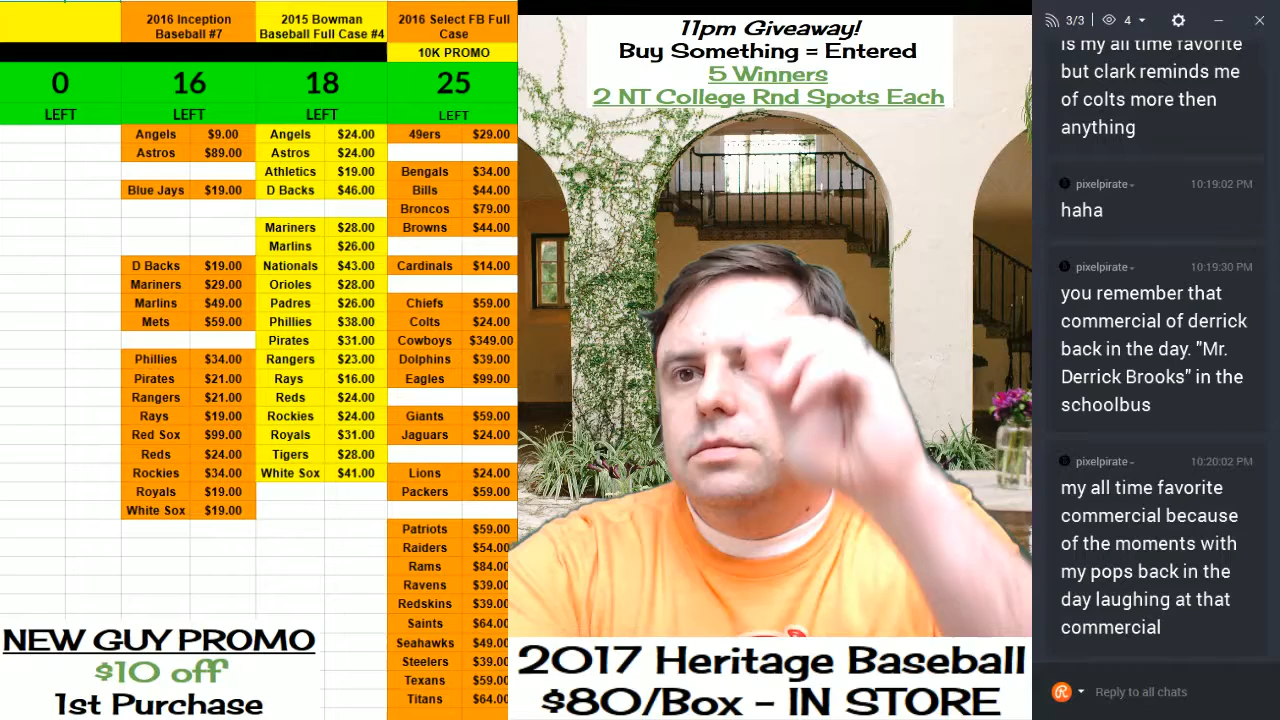 2016 Inception
Baseball #7
2015 Bowman
Baseball Full Case #4
2016 Select FB Full
Case
10K PROMO
0 16 18 25
LEFT LEFT LEFT LEFT
Angels $9.00 Angels $24.00 49ers $29.00
Astros $89.00 Astros $24.00
Athletics $19.00 Bengals $34.00
Blue Jays $19.00 D Backs $46.00 Bills $44.00
Broncos $79.00
Mariners $28.00 Browns $44.00
Marlins $26.00
D Backs $19.00 Nationals $43.00 Cardinals $14.00
Mariners $29.00 Orioles $28.00
Marlins $49.00 Padres $26.00 Chiefs $59.00
Mets $59.00 Phillies $38.00 Colts $24.00
Pirates $31.00 Cowboys $349.00
Phillies $34.00 Rangers $23.00 Dolphins $39.00
Pirates $21.00 Rays $16.00 Eagles $99.00
Rangers $21.00 Reds $24.00
Rays $19.00 Rockies $24.00 Giants $59.00
Red Sox $99.00 Royals $31.00 Jaguars $24.00
Reds $24.00 Tigers $28.00
Rockies $34.00 White Sox $41.00 Lions $24.00
Royals $19.00 Packers $59.00
White Sox $19.00
Patriots $59.00
Raiders $54.00
Rams $84.00
Ravens $39.00
Redskins $39.00
Saints $64.00
Seahawks $49.00
Steelers $39.00
Texans $59.00
Titans $64.00
NEW GUY PROMO
$10 off
1st Purchase
11pm Giveaway!
Buy Something = Entered
5 Winners
2 NT College Rnd Spots Each
2017 Heritage Baseball
$80/Box - IN STORE
3/3 4
is my all time favorite
but clark reminds me
of colts more then
anything
pixelpirate 10:19:02 PM
haha
pixelpirate 10:19:30 PM
you remember that
commercial of derrick
back in the day. "Mr.
Derrick Brooks" in the
schoolbus
pixelpirate 10:20:02 PM
my all time favorite
commercial because
of the moments with
my pops back in the
day laughing at that
commercial
Reply to all chats